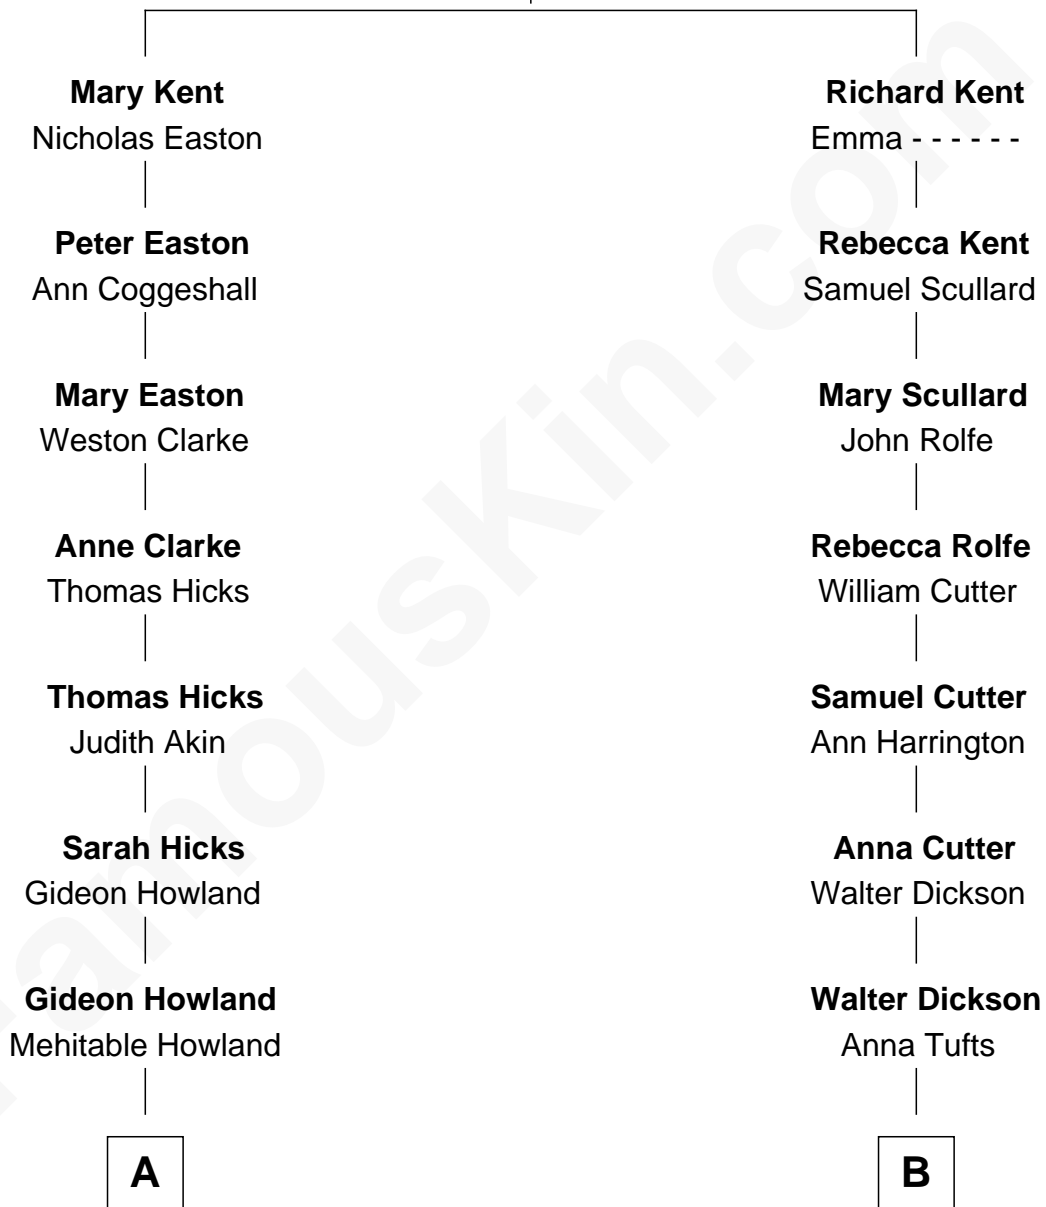 Mary Kent
Nicholas Easton
Peter Easton
Ann Coggeshall
Mary Easton
Weston Clarke
Anne Clarke
Thomas Hicks
Thomas Hicks
Judith Akin
Sarah Hicks
Gideon Howland
Gideon Howland
Mehitable Howland
A
Richard Kent
Emma - - - - - -
Rebecca Kent
Samuel Scullard
Mary Scullard
John Rolfe
Rebecca Rolfe
William Cutter
Samuel Cutter
Ann Harrington
Anna Cutter
Walter Dickson
Walter Dickson
Anna Tufts
B
FamousKin.com